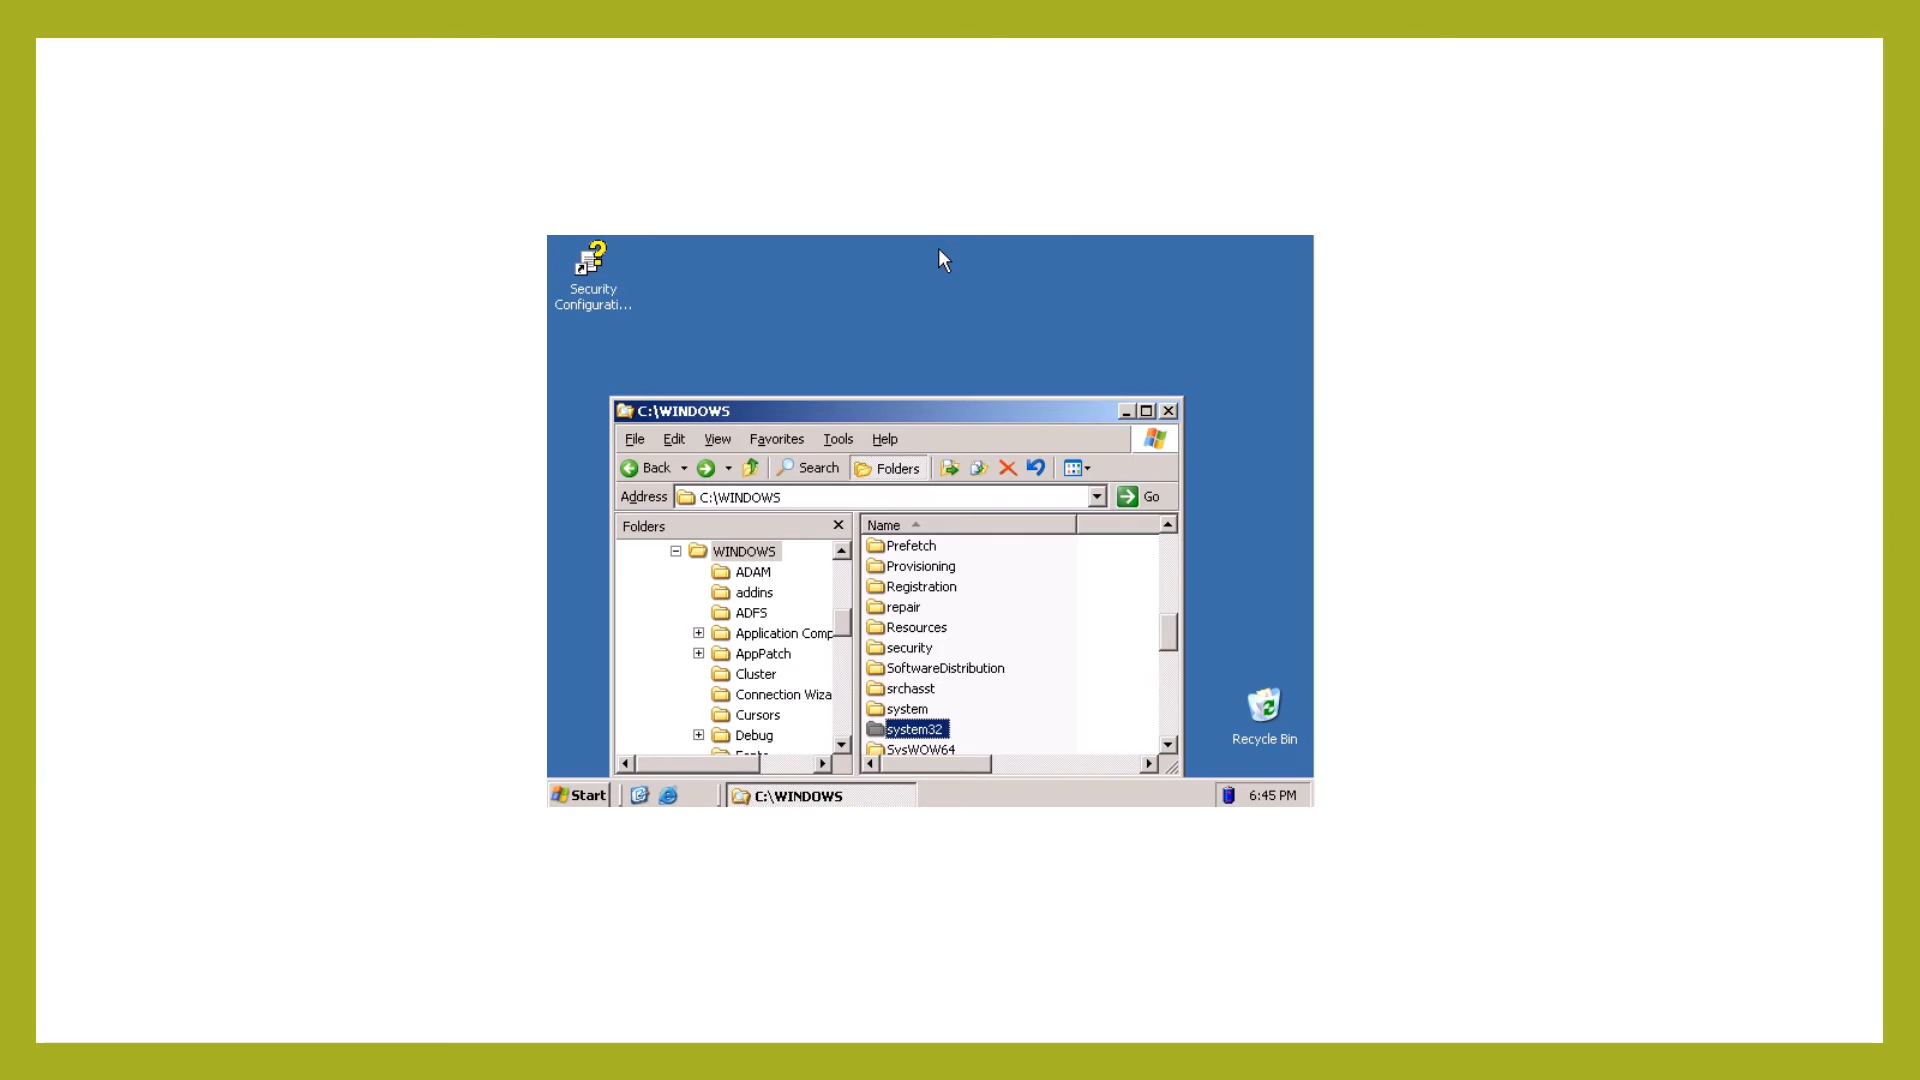 Security
Configurati...
C:\WINDOWS
File Edit View Favorites Tools Help
Back Search Folders
Address C:\WINDOWS Go
Folders
WINDOWS
ADAM
addins
ADFS
Application Comp
AppPatch
Cluster
Connection Wiza
Cursors
Debug
Name
Prefetch
Provisioning
Registration
repair
Resources
security
SoftwareDistribution
srchasst
system
system32
SysWOW64
Recycle Bin
Start C:\WINDOWS 6:45 PM